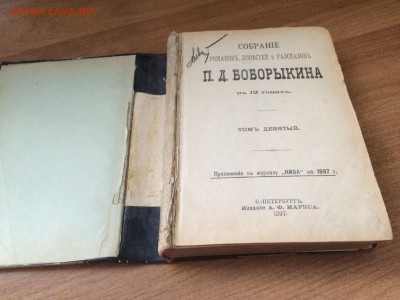 СОБРАНІЕ
РОМАНОВЪ, ПОВѢСТЕЙ и РАЗСКАЗОВЪ
П. Д. БОБОРЫКИНА
въ 12 томахъ.
ТОМЪ ДЕВЯТЫЙ.
Приложеніе къ журналу „НИВА“ на 1897 г.
С.-ПЕТЕРБУРГЪ.
Изданіе А. Ф. МАРКСА.
1897.